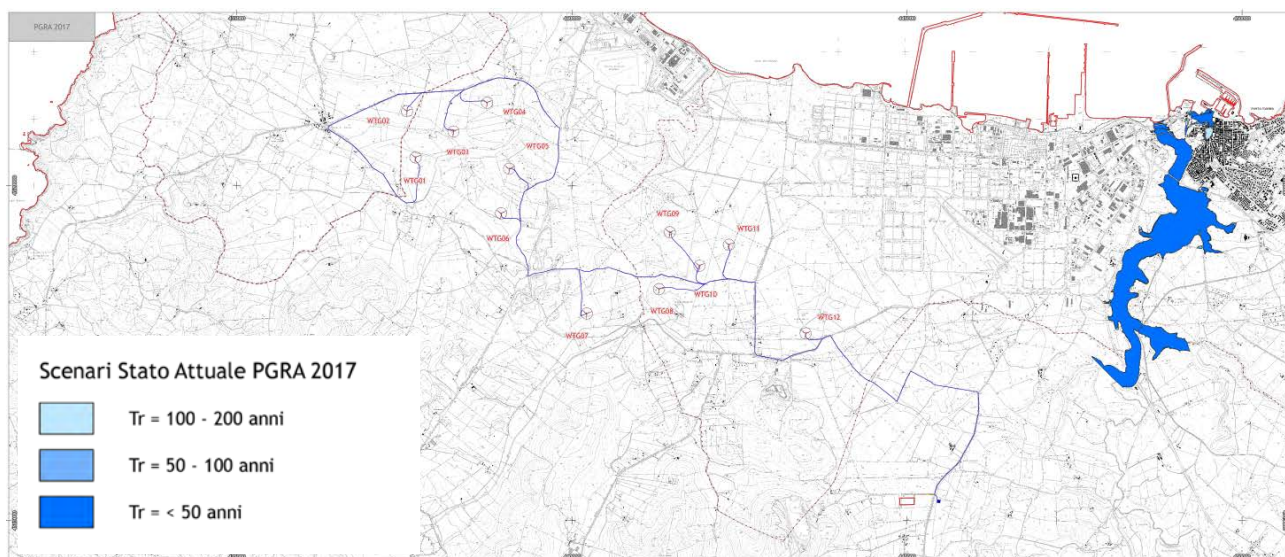 PGRA 2017
WTG04
WTG02
WTG03
WTG05
WTG01
WTG09
WTG11
WTG06
WTG10
WTG08
WTG07
WTG12
Scenari Stato Attuale PGRA 2017
Tr = 100 - 200 anni
Tr = 50 - 100 anni
Tr = < 50 anni